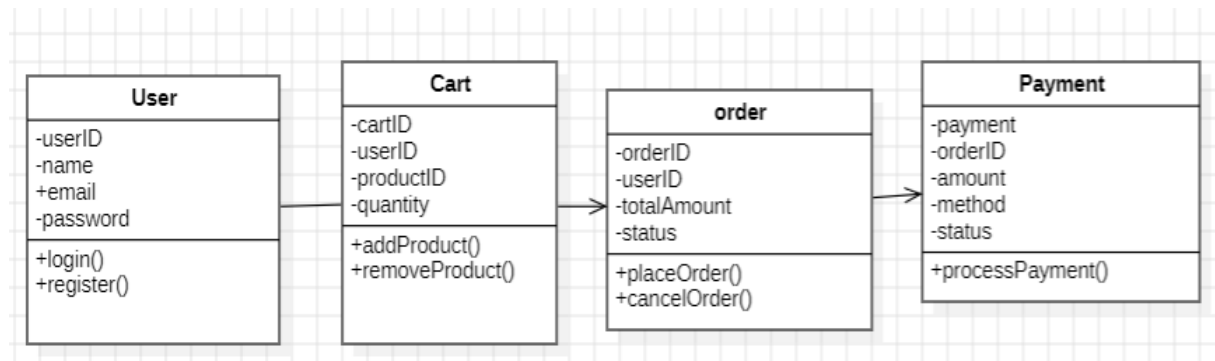 User
-userID
-name
+email
-password
+login()
+register()
Cart
-cartID
-userID
-productID
-quantity
+addProduct()
+removeProduct()
order
-orderID
-userID
-totalAmount
-status
+placeOrder()
+cancelOrder()
Payment
-payment
-orderID
-amount
-method
-status
+processPayment()